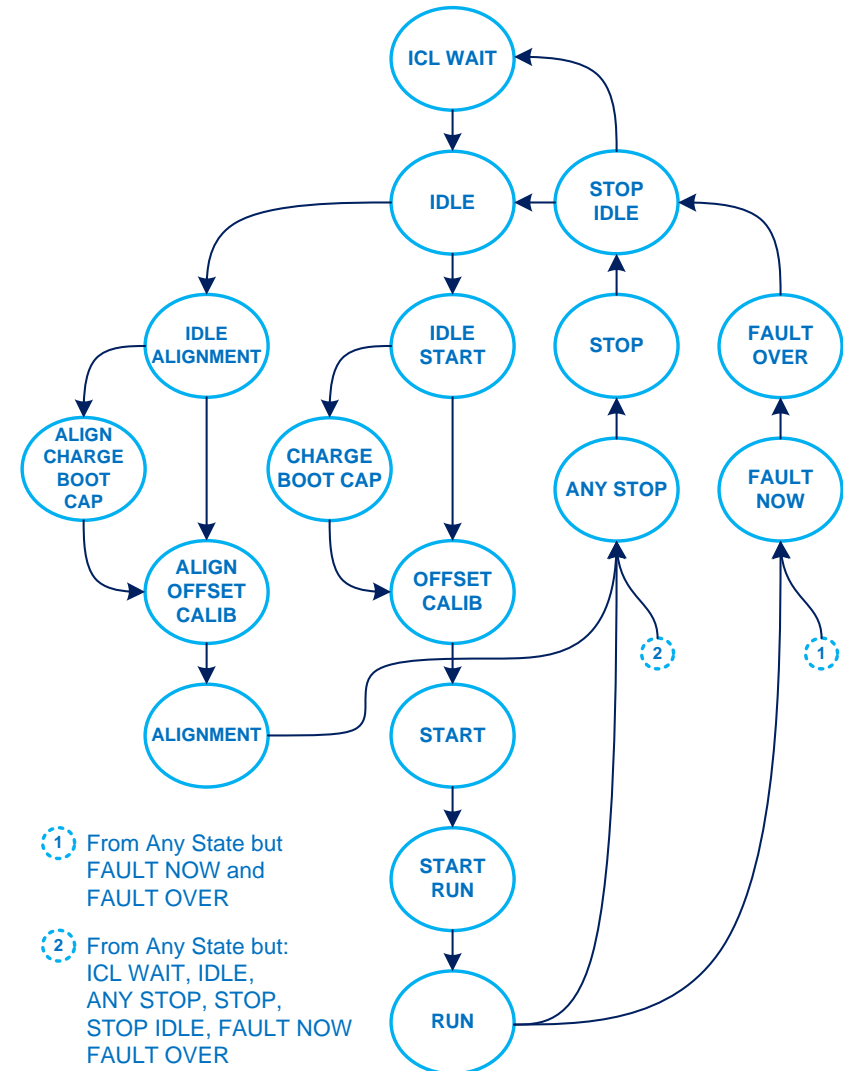 ICL WAIT
IDLE
STOP
IDLE
IDLE
ALIGNMENT
IDLE
START
STOP
FAULT
OVER
ALIGN
CHARGE
BOOT
CAP
CHARGE
BOOT CAP
ANY STOP
FAULT
NOW
ALIGN
OFFSET
CALIB
OFFSET
CALIB
2
1
ALIGNMENT
START
1 From Any State but
FAULT NOW and
FAULT OVER
START
RUN
2 From Any State but:
ICL WAIT, IDLE,
ANY STOP, STOP,
STOP IDLE, FAULT NOW
FAULT OVER
RUN